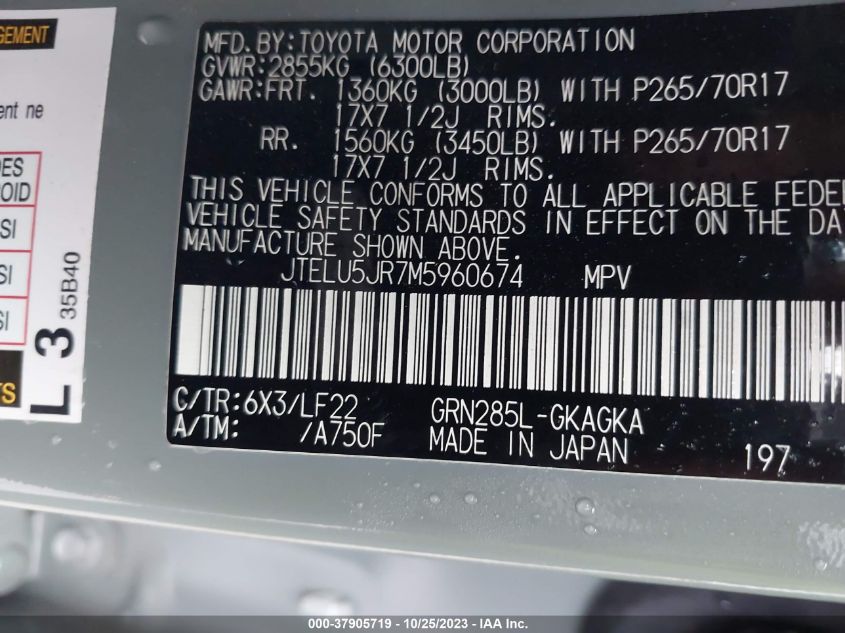 GEMENT
ent ne
DES
ROID
SI
SI
SI
TS
L 3
35B40
MFD.BY:TOYOTA MOTOR CORPORATION
GVWR:2855KG (6300LB)
GAWR:FRT. 1360KG (3000LB) WITH P265/70R17
17X7 1/2J RIMS.
RR. 1560KG (3450LB) WITH P265/70R17
17X7 1/2J RIMS.
THIS VEHICLE CONFORMS TO ALL APPLICABLE FEDER
VEHICLE SAFETY STANDARDS IN EFFECT ON THE DA
MANUFACTURE SHOWN ABOVE.
JTELU5JR7M5960674 MPV
C/TR:6X3/LF22 GRN285L-GKAGKA
A/TM: /A750F MADE IN JAPAN 197
000-37905719 - 10/25/2023 - IAA Inc.